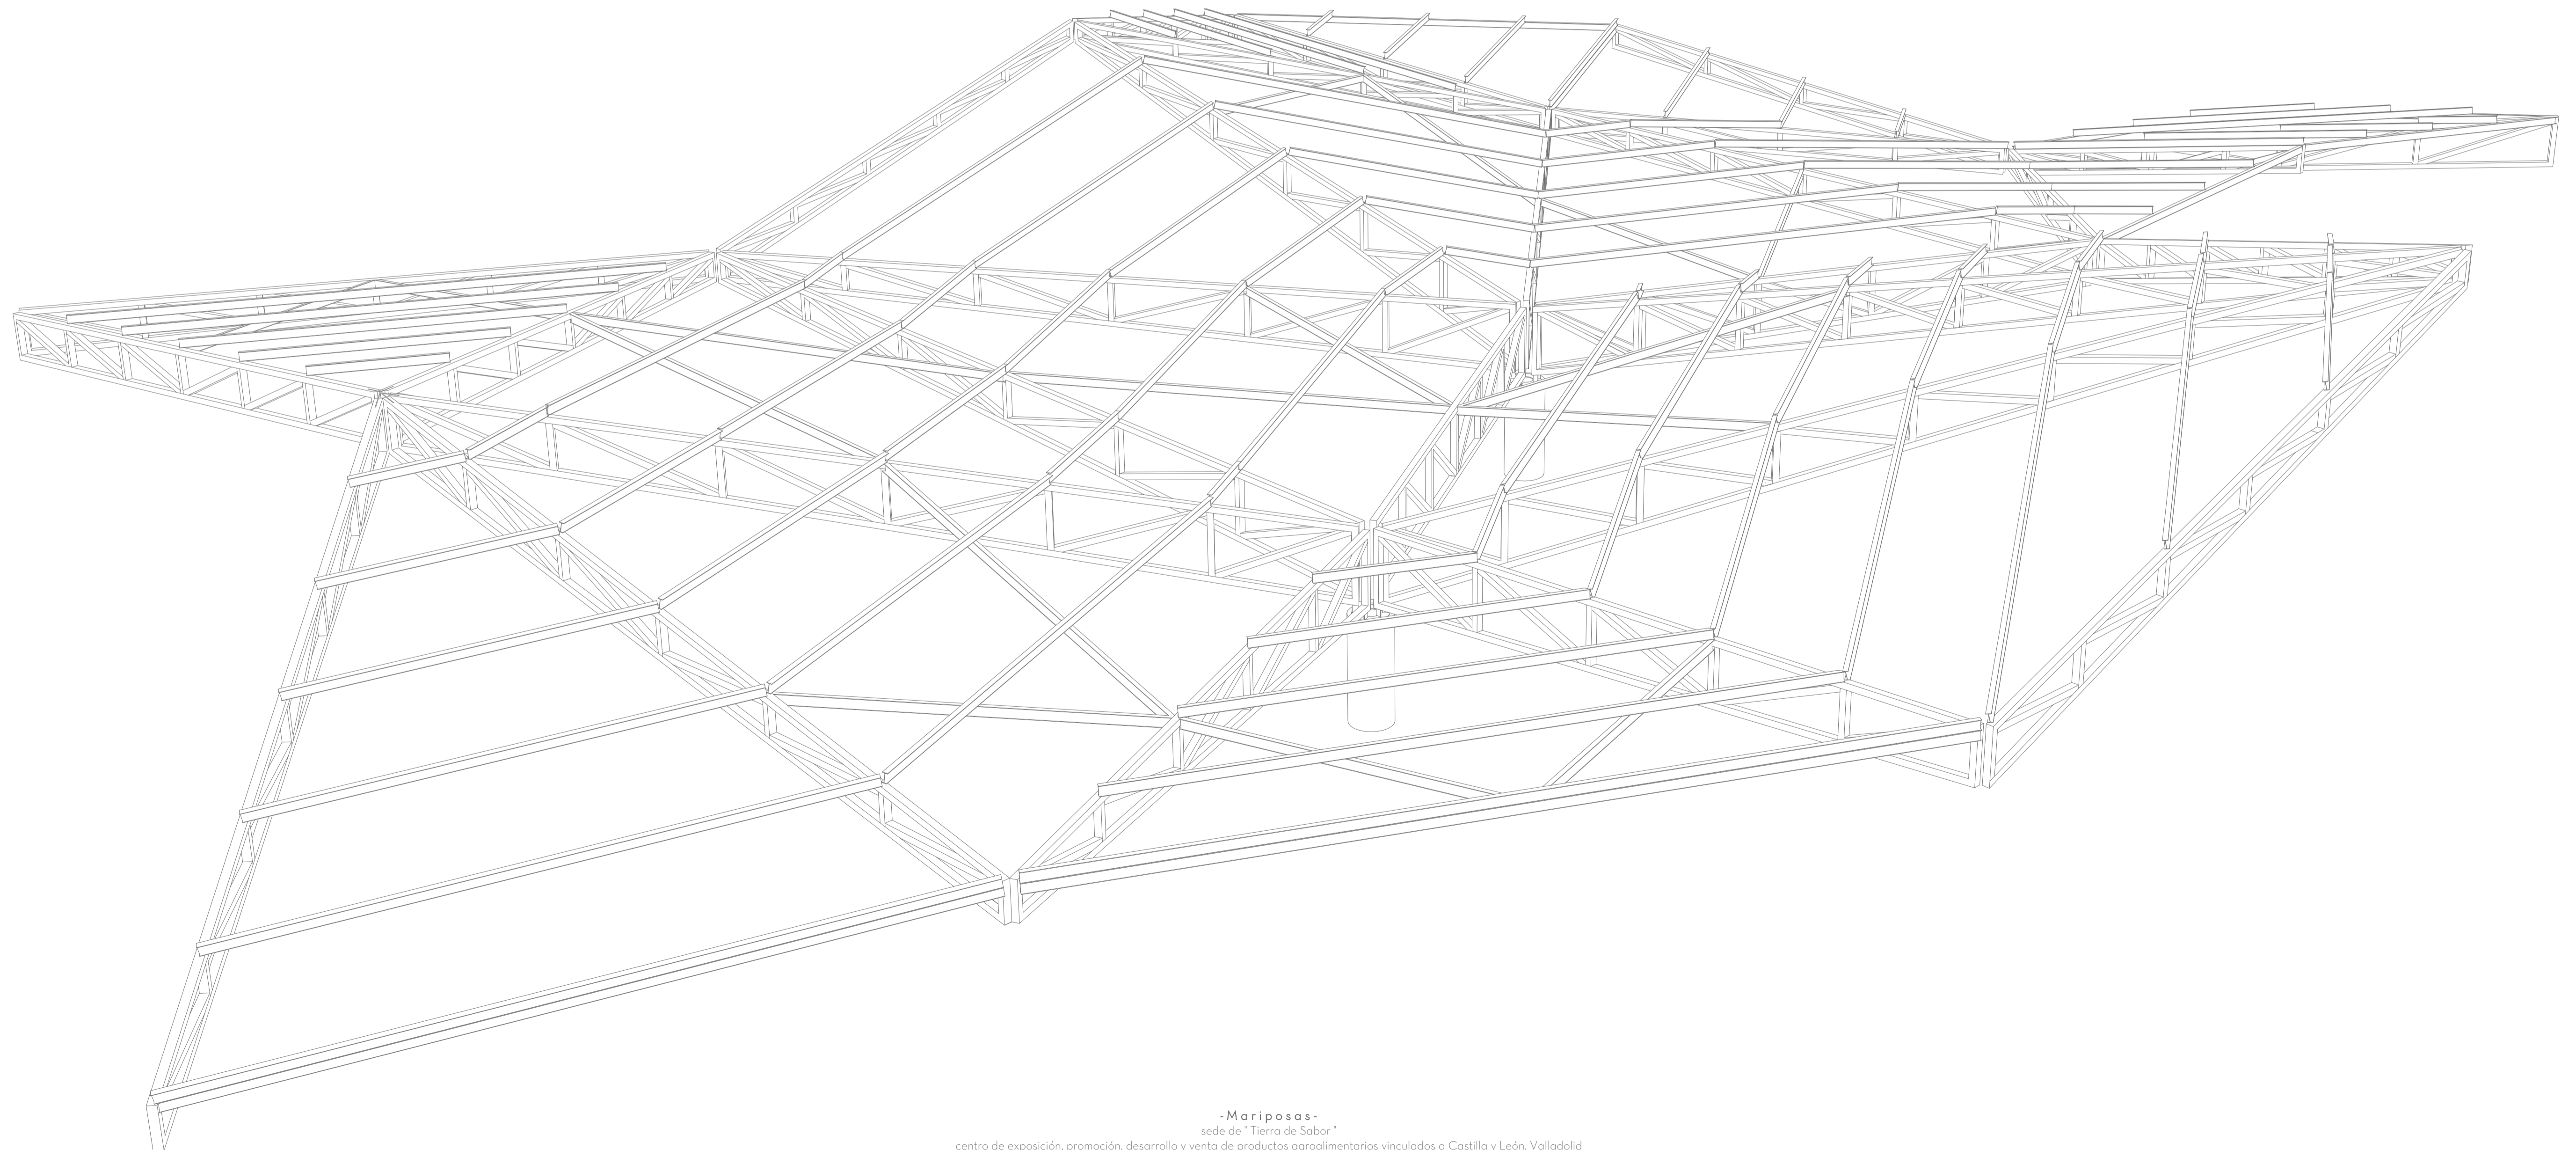 -Mariposas-
sede de " Tierra de Sabor "
centro de exposición, promoción, desarrollo y venta de productos agroalimentarios vinculados a Castilla y León, Valladolid